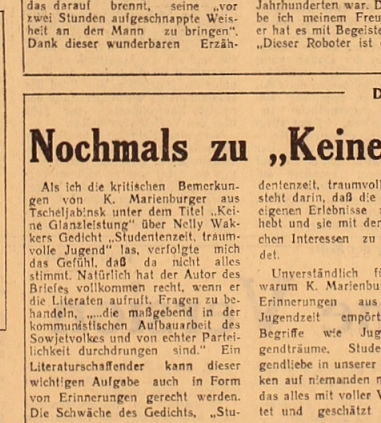 das darauf brennt, seine „vor
zwei Stunden aufgeschnappte Weis-
heit an den Mann zu bringen".
Dank dieser wunderbaren Erzäh-
Jahrhunderten war. D
be ich meinem Freu
er hat es mit Begeiste
„Dieser Roboter ist
D
Nochmals zu „Keine
Als ich die kritischen Bemerkun-
gen von K. Marienburger aus
Tscheljabinsk unter dem Titel „Kei-
ne Glanzleistung" über Nelly Wak-
kers Gedicht „Studentenzeit, traum-
volle Jugend" las, verfolgte mich
das Gefühl, daß da nicht alles
stimmt. Natürlich hat der Autor des
Briefes vollkommen recht, wenn er
die Literaten aufruft, Fragen zu be-
handeln, „...die maßgebend in der
kommunistischen Aufbauarbeit des
Sowjetvolkes und von echter Partei-
lichkeit durchdrungen sind." Ein
Literaturschaffender kann dieser
wichtigen Aufgabe auch in Form
von Erinnerungen gerecht werden.
Die Schwäche des Gedichts, „Stu-
dentenzeit, traumvoll
steht darin, daß die
eigenen Erlebnisse
hebt und sie mit der
chen Interessen zu
det.
Unverständlich fi
warum K. Marienbu
Erinnerungen aus
Jugendzeit empört
Begriffe wie Jug
gendträume, Stude
gendliebe in unserer
ken auf niemanden n
das alles mit voller V
tet und geschätzt